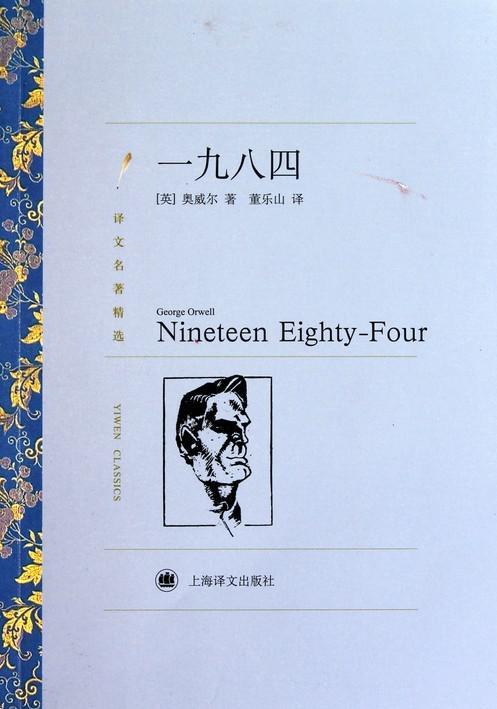 一九八四
[英] 奥威尔 著 董乐山 译
译文名著精选
George Orwell
Nineteen Eighty-Four
YIWEN CLASSICS
上海译文出版社